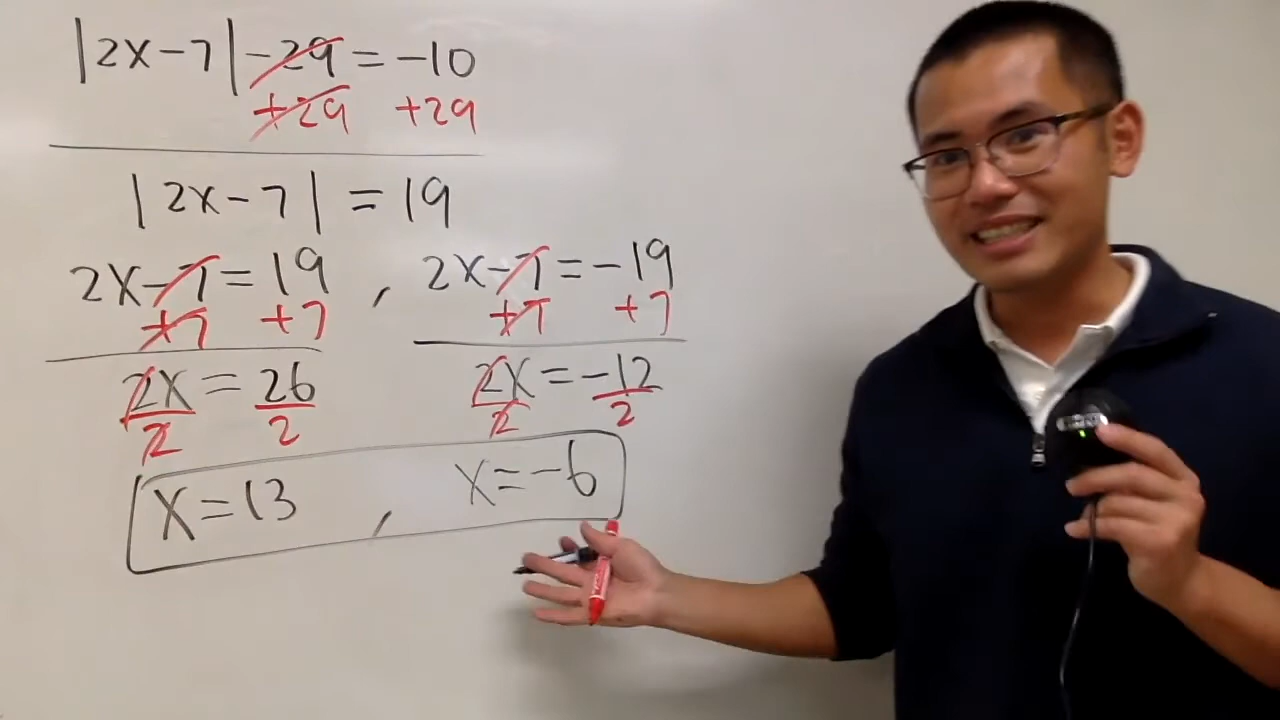 |2x-7|-29=-10
+29 +29
|2x-7|=19
2x-7=19 , 2x-7=-19
+7 +7 +7 +7
2x=26 2x=-12
2 2 2 2
x=13 , x=-6